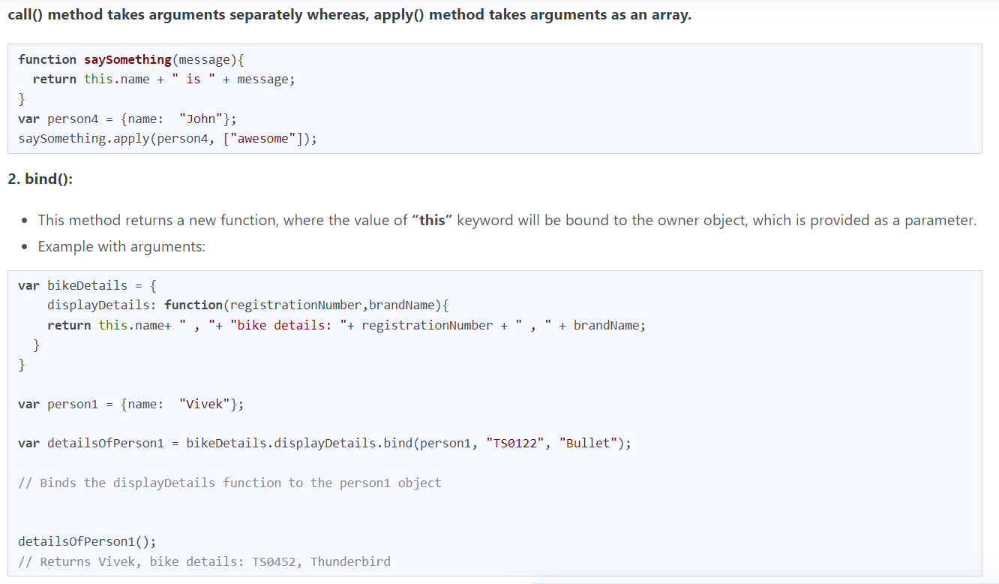 call() method takes arguments separately whereas, apply() method takes arguments as an array.
function saySomething(message){
  return this.name + " is " + message;
}
var person4 = {name:  "John"};
saySomething.apply(person4, ["awesome"]);
2. bind():
• This method returns a new function, where the value of “this” keyword will be bound to the owner object, which is provided as a parameter.
• Example with arguments:
var bikeDetails = {
    displayDetails: function(registrationNumber,brandName){
    return this.name+ " , "+ "bike details: "+ registrationNumber + " , " + brandName;
  }
}
var person1 = {name:  "Vivek"};
var detailsOfPerson1 = bikeDetails.displayDetails.bind(person1, "TS0122", "Bullet");
// Binds the displayDetails function to the person1 object
detailsOfPerson1();
// Returns Vivek, bike details: TS0452, Thunderbird